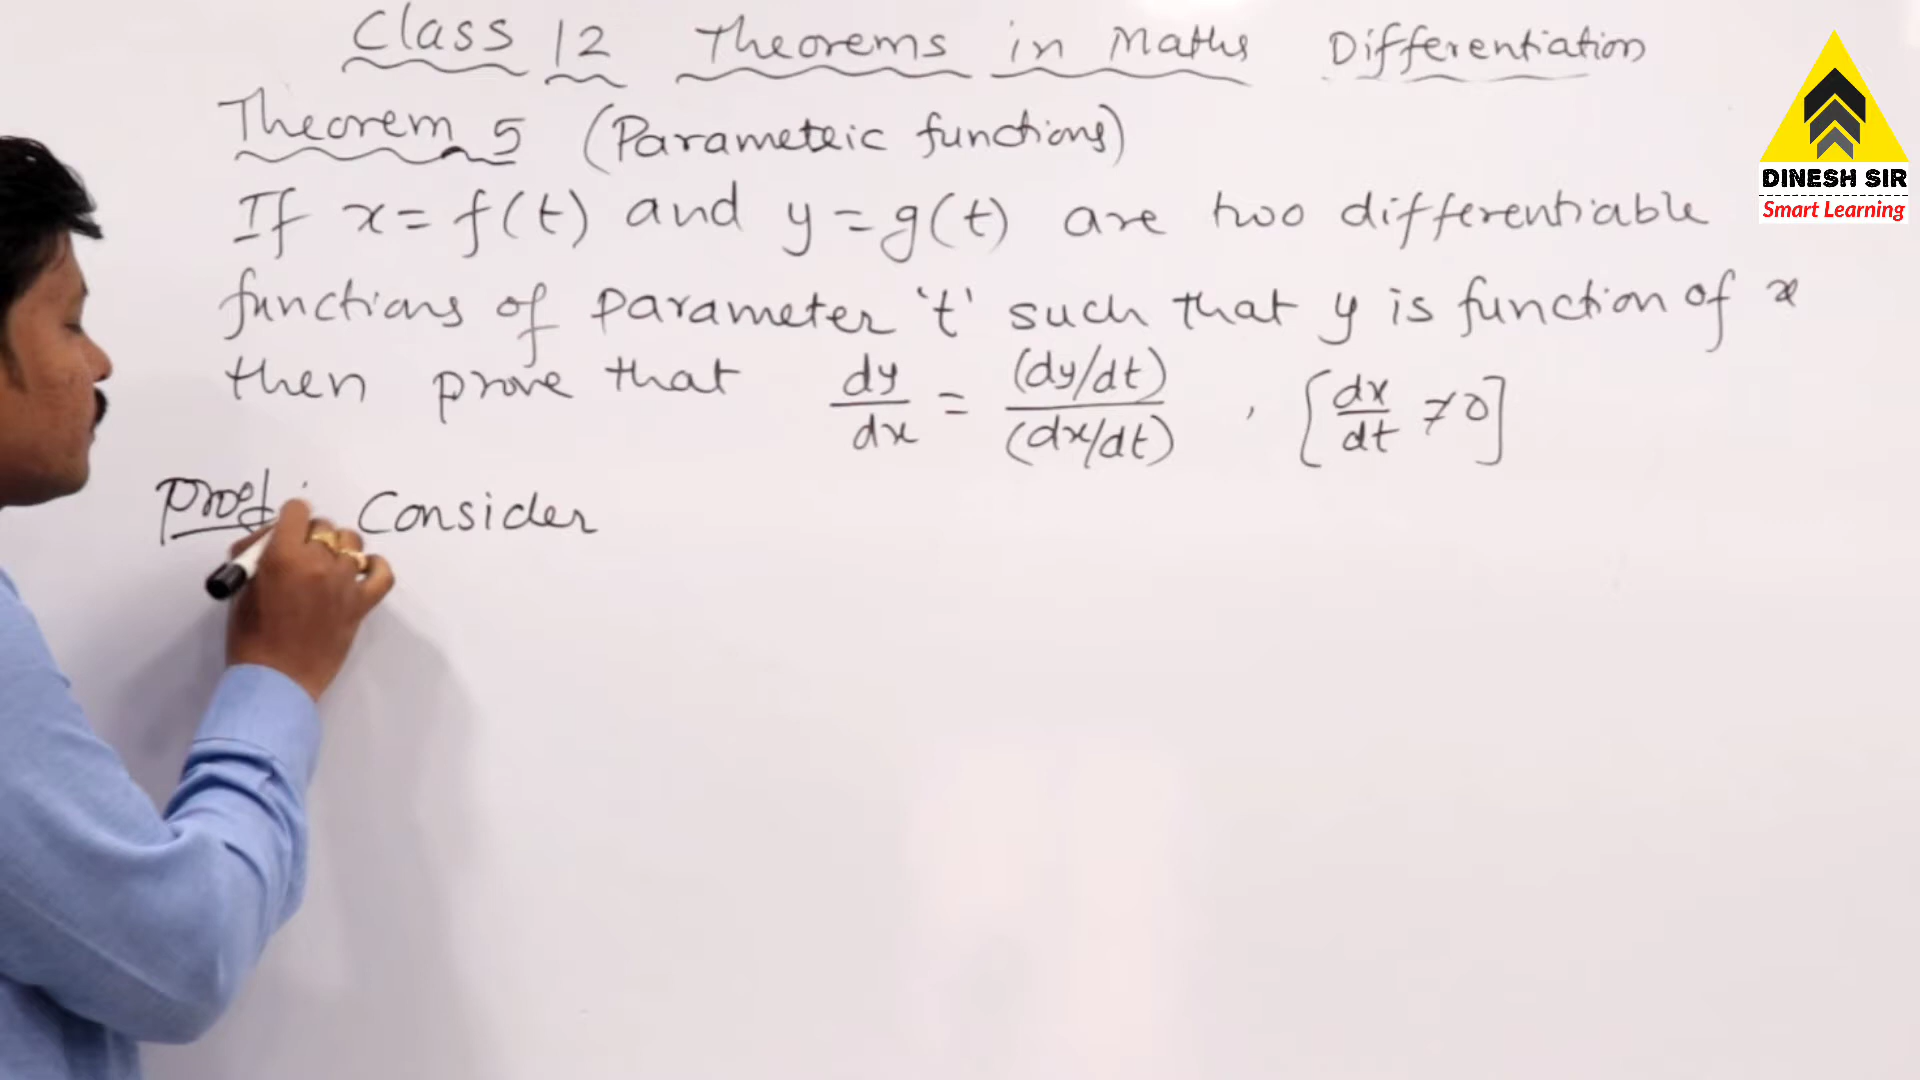 Class 12 Theorems in Maths Differentiation
Theorem 5 (Parameteric functions)
If x = f(t) and y = g(t) are two differentiable
functions of parameter 't' such that y is function of x
then prove that dy/dx = (dy/dt)/(dx/dt) , [dx/dt ≠ 0]
Proof : Consider
DINESH SIR
Smart Learning